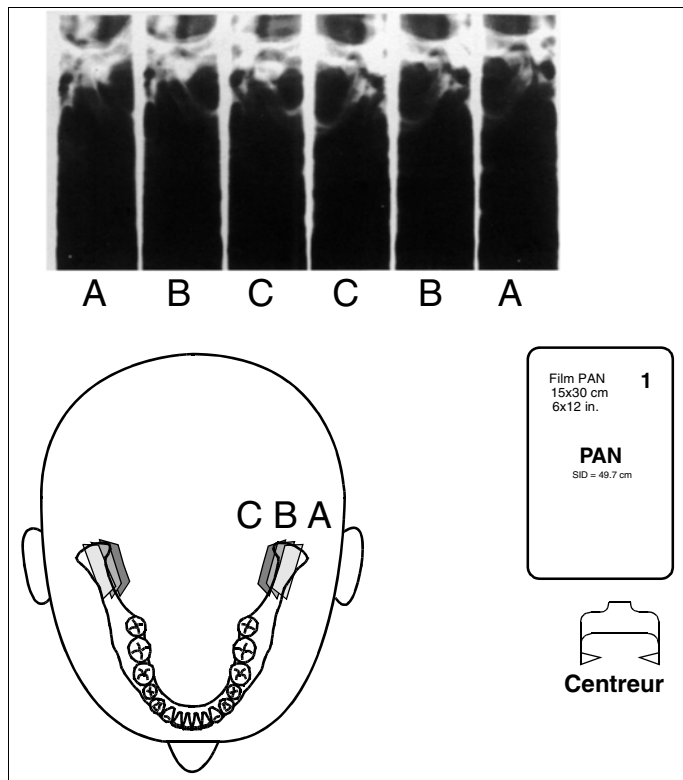 A B C C B A
Film PAN 1
15x30 cm
6x12 in.
PAN
SID = 49.7 cm
C B A
Centreur